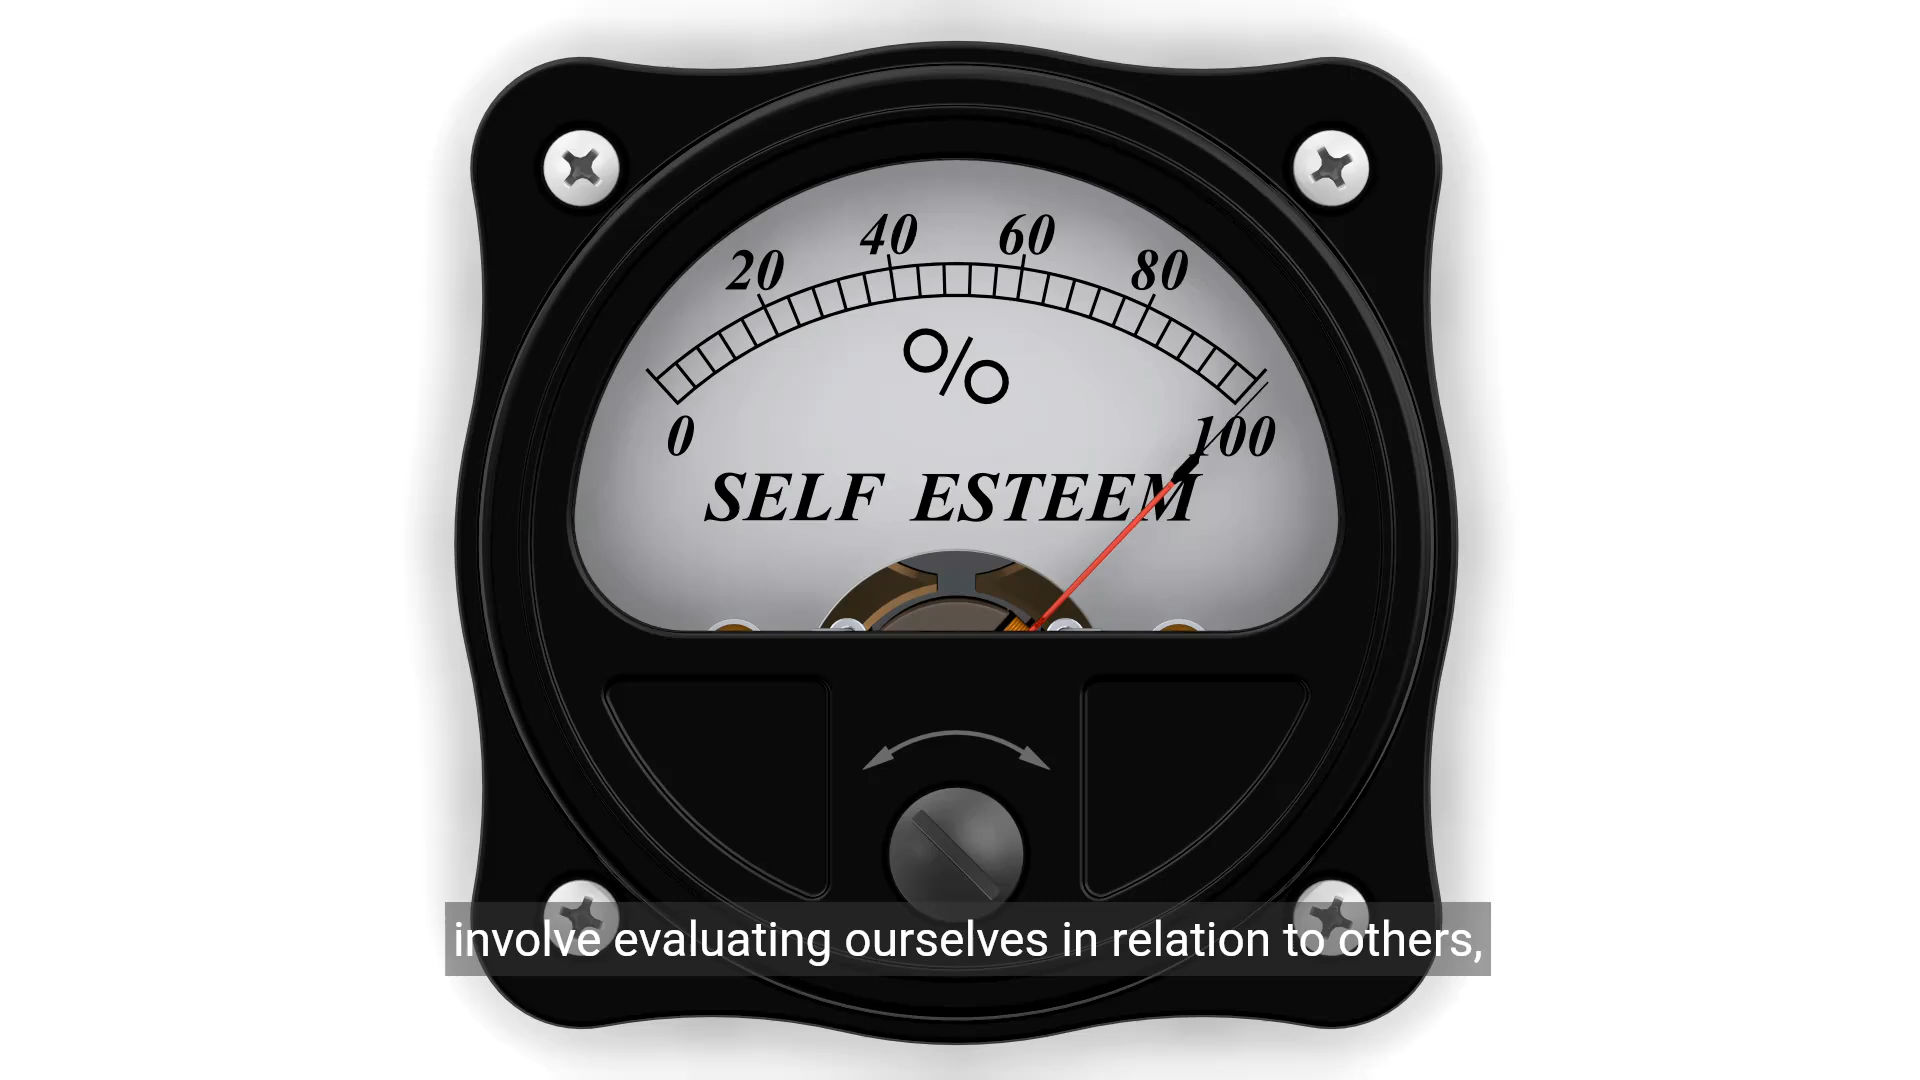 20 40 60 80
%
0 100
SELF ESTEEM
involve evaluating ourselves in relation to others,